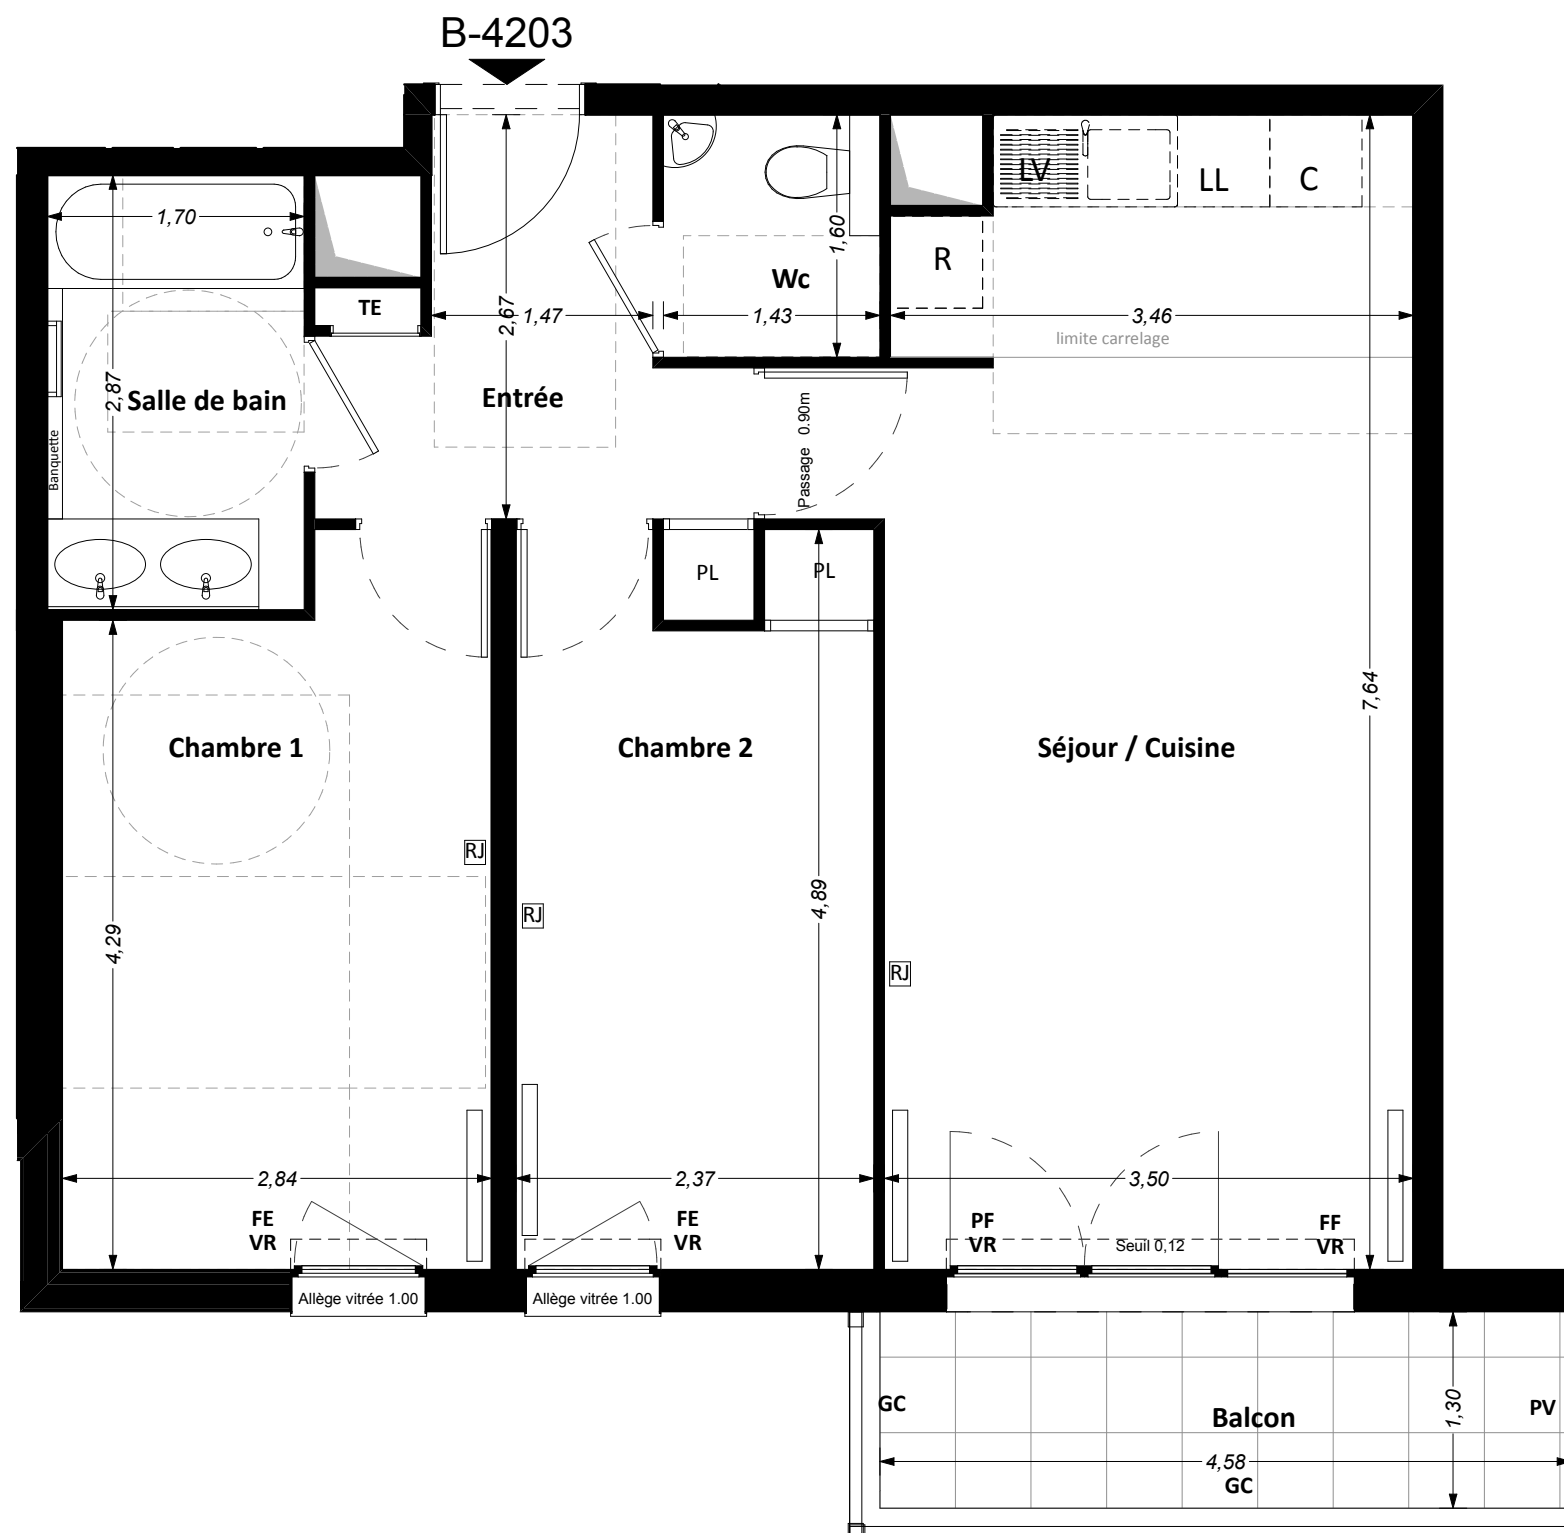 B-4203
LV
LL
C
1,70
1,60
R
Wc
TE
2,67
1,47
1,43
3,46
limite carrelage
2,87
Salle de bain
Entrée
Banquette
Passage 0.90m
PL
PL
7,64
Chambre 1
Chambre 2
Séjour / Cuisine
RJ
4,89
RJ
4,29
RJ
2,84
2,37
3,50
FE
VR
FE
VR
PF
VR
FF
VR
Seuil 0,12
Allège vitrée 1.00
Allège vitrée 1.00
GC
1,30
PV
Balcon
4,58
GC